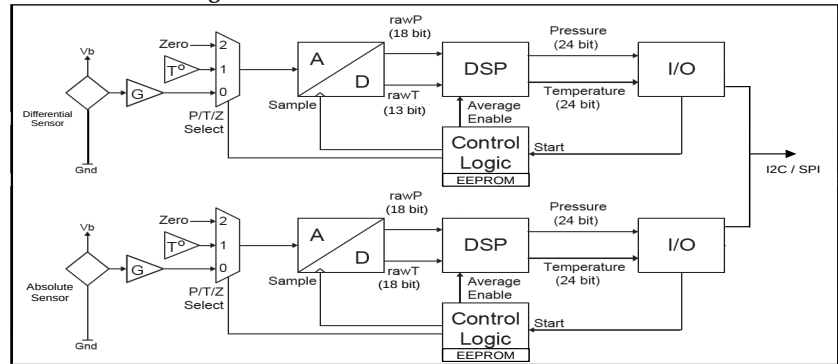 rawP
(18 bit)
Pressure
(24 bit)
Zero
2
Vb
T°
1
A
D
DSP
I/O
G
0
Differential
Sensor
P/T/Z
Select
Sample
rawT
(13 bit)
Average
Enable
Temperature
(24 bit)
Control
Logic
EEPROM
Start
Gnd
I2C / SPI
rawP
(18 bit)
Pressure
(24 bit)
Zero
2
Vb
T°
1
A
D
DSP
I/O
G
0
Absolute
Sensor
P/T/Z
Select
Sample
rawT
(18 bit)
Average
Enable
Temperature
(24 bit)
Control
Logic
EEPROM
Start
Gnd